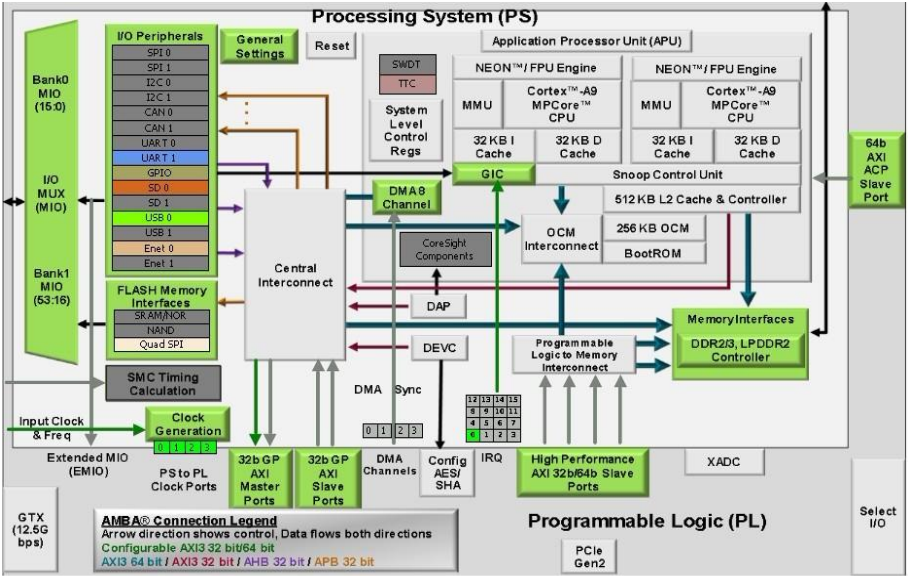 Processing System (PS)
I/O Peripherals
SPI 0
SPI 1
I2C 0
I2C 1
CAN 0
CAN 1
UART 0
UART 1
GPIO
SD 0
SD 1
USB 0
USB 1
Enet 0
Enet 1
Bank0
MIO
(15:0)
I/O
MUX
(MIO)
Bank1
MIO
(53:16)
FLASH Memory
Interfaces
SRAM/NOR
NAND
Quad SPI
SMC Timing
Calculation
General
Settings
Reset
Application Processor Unit (APU)
SWDT
TTC
System
Level
Control
Regs
NEON™/ FPU Engine
MMU
Cortex™-A9
MPCore™
CPU
32 KB I
Cache
32 KB D
Cache
NEON™/ FPU Engine
MMU
Cortex™-A9
MPCore™
CPU
32 KB I
Cache
32 KB D
Cache
GIC
Snoop Control Unit
DMA 8
Channel
512 KB L2 Cache & Controller
OCM
Interconnect
256 KB OCM
BootROM
CoreSight
Components
Central
Interconnect
DAP
DEVC
Programmable
Logic to Memory
Interconnect
Memory Interfaces
DDR2/3, LPDDR2
Controller
64b
AXI
ACP
Slave
Port
Input Clock
& Freq
Clock
Generation
0 1 2 3
Extended MIO
(EMIO)
PS to PL
Clock Ports
32b GP
AXI
Master
Ports
32b GP
AXI
Slave
Ports
DMA Sync
0 1 2 3
DMA
Channels
Config
AES/
SHA
12 13 14 15
8 9 10 11
4 5 6 7
0 1 2 3
IRQ
High Performance
AXI 32b/64b Slave
Ports
XADC
GTX
(12.5G
bps)
AMBA® Connection Legend
Arrow direction shows control, Data flows both directions
Configurable AXI3 32 bit/64 bit
AXI3 64 bit / AXI3 32 bit / AHB 32 bit / APB 32 bit
Programmable Logic (PL)
PCIe
Gen2
Select
I/O